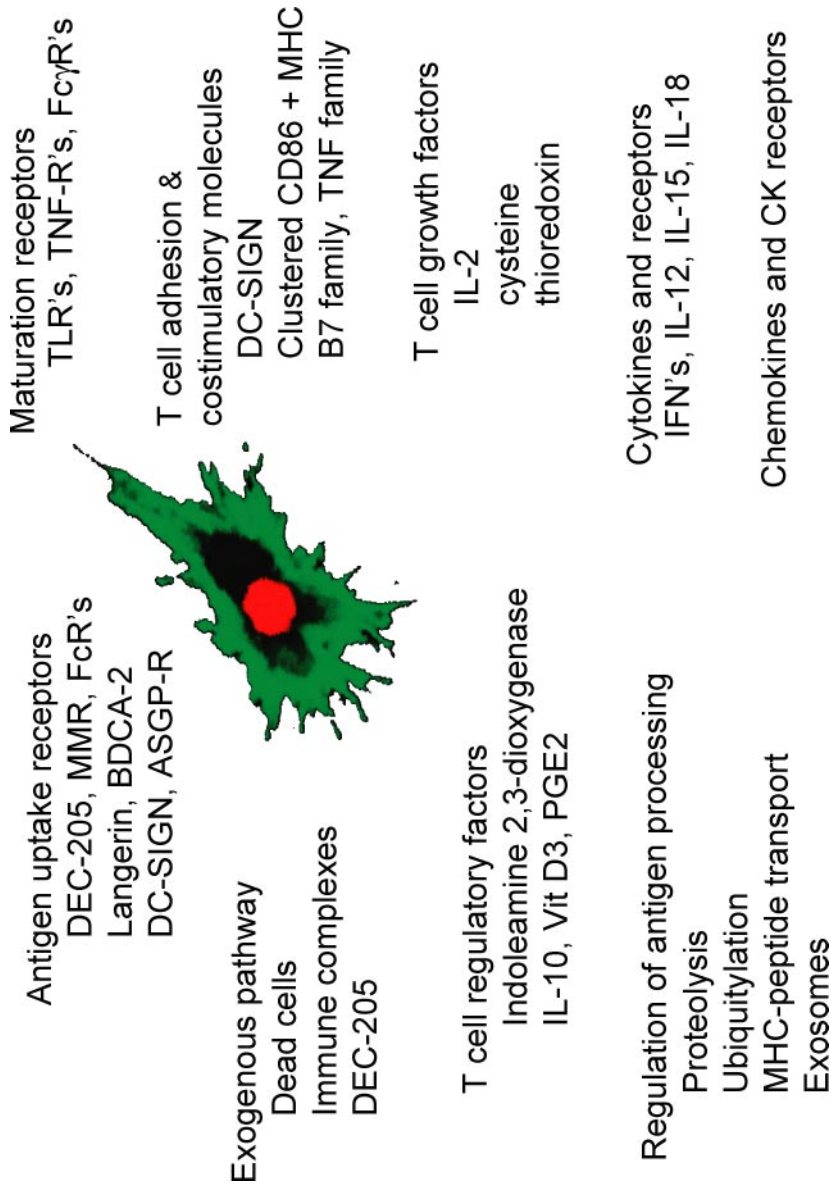 Antigen uptake receptors
DEC-205, MMR, FcR's
Langerin, BDCA-2
DC-SIGN, ASGP-R
Exogenous pathway
Dead cells
Immune complexes
DEC-205
T cell regulatory factors
Indoleamine 2,3-dioxygenase
IL-10, Vit D3, PGE2
Regulation of antigen processing
Proteolysis
Ubiquitylation
MHC-peptide transport
Exosomes
Maturation receptors
TLR's, TNF-R's, FcγR's
T cell adhesion &
costimulatory molecules
DC-SIGN
Clustered CD86 + MHC
B7 family, TNF family
T cell growth factors
IL-2
cysteine
thioredoxin
Cytokines and receptors
IFN's, IL-12, IL-15, IL-18
Chemokines and CK receptors